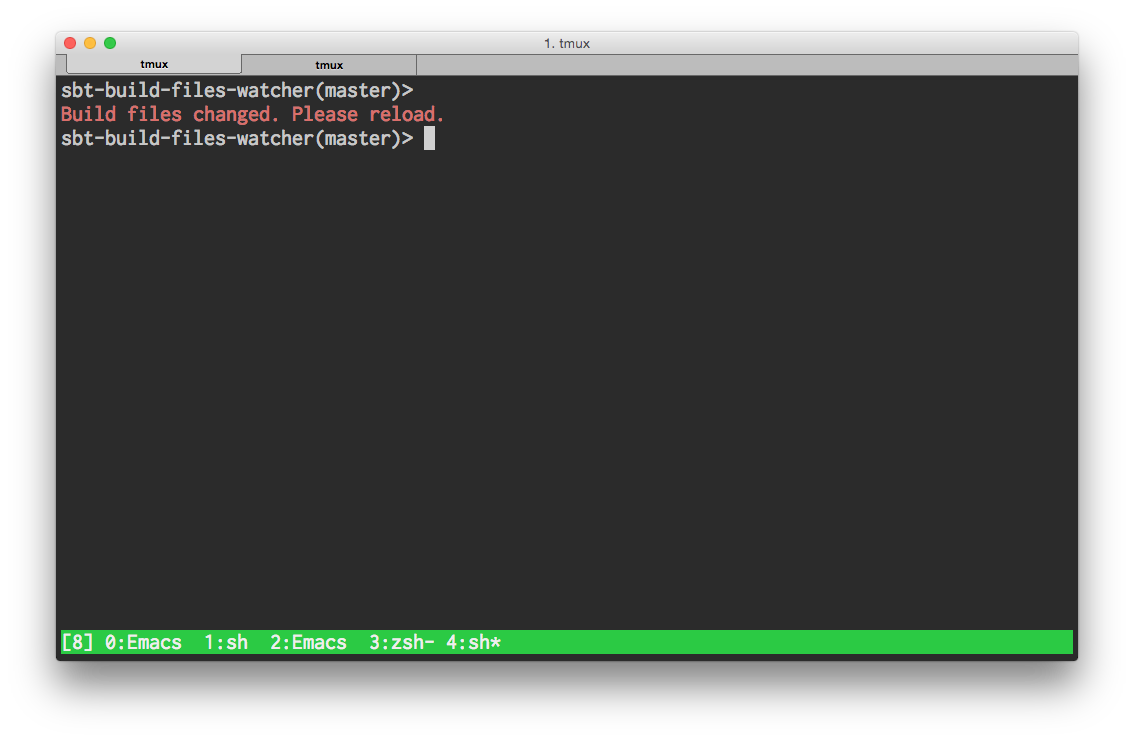 1. tmux
tmux
tmux
sbt-build-files-watcher(master)>
Build files changed. Please reload.
sbt-build-files-watcher(master)>
[8] 0:Emacs  1:sh  2:Emacs  3:zsh- 4:sh*